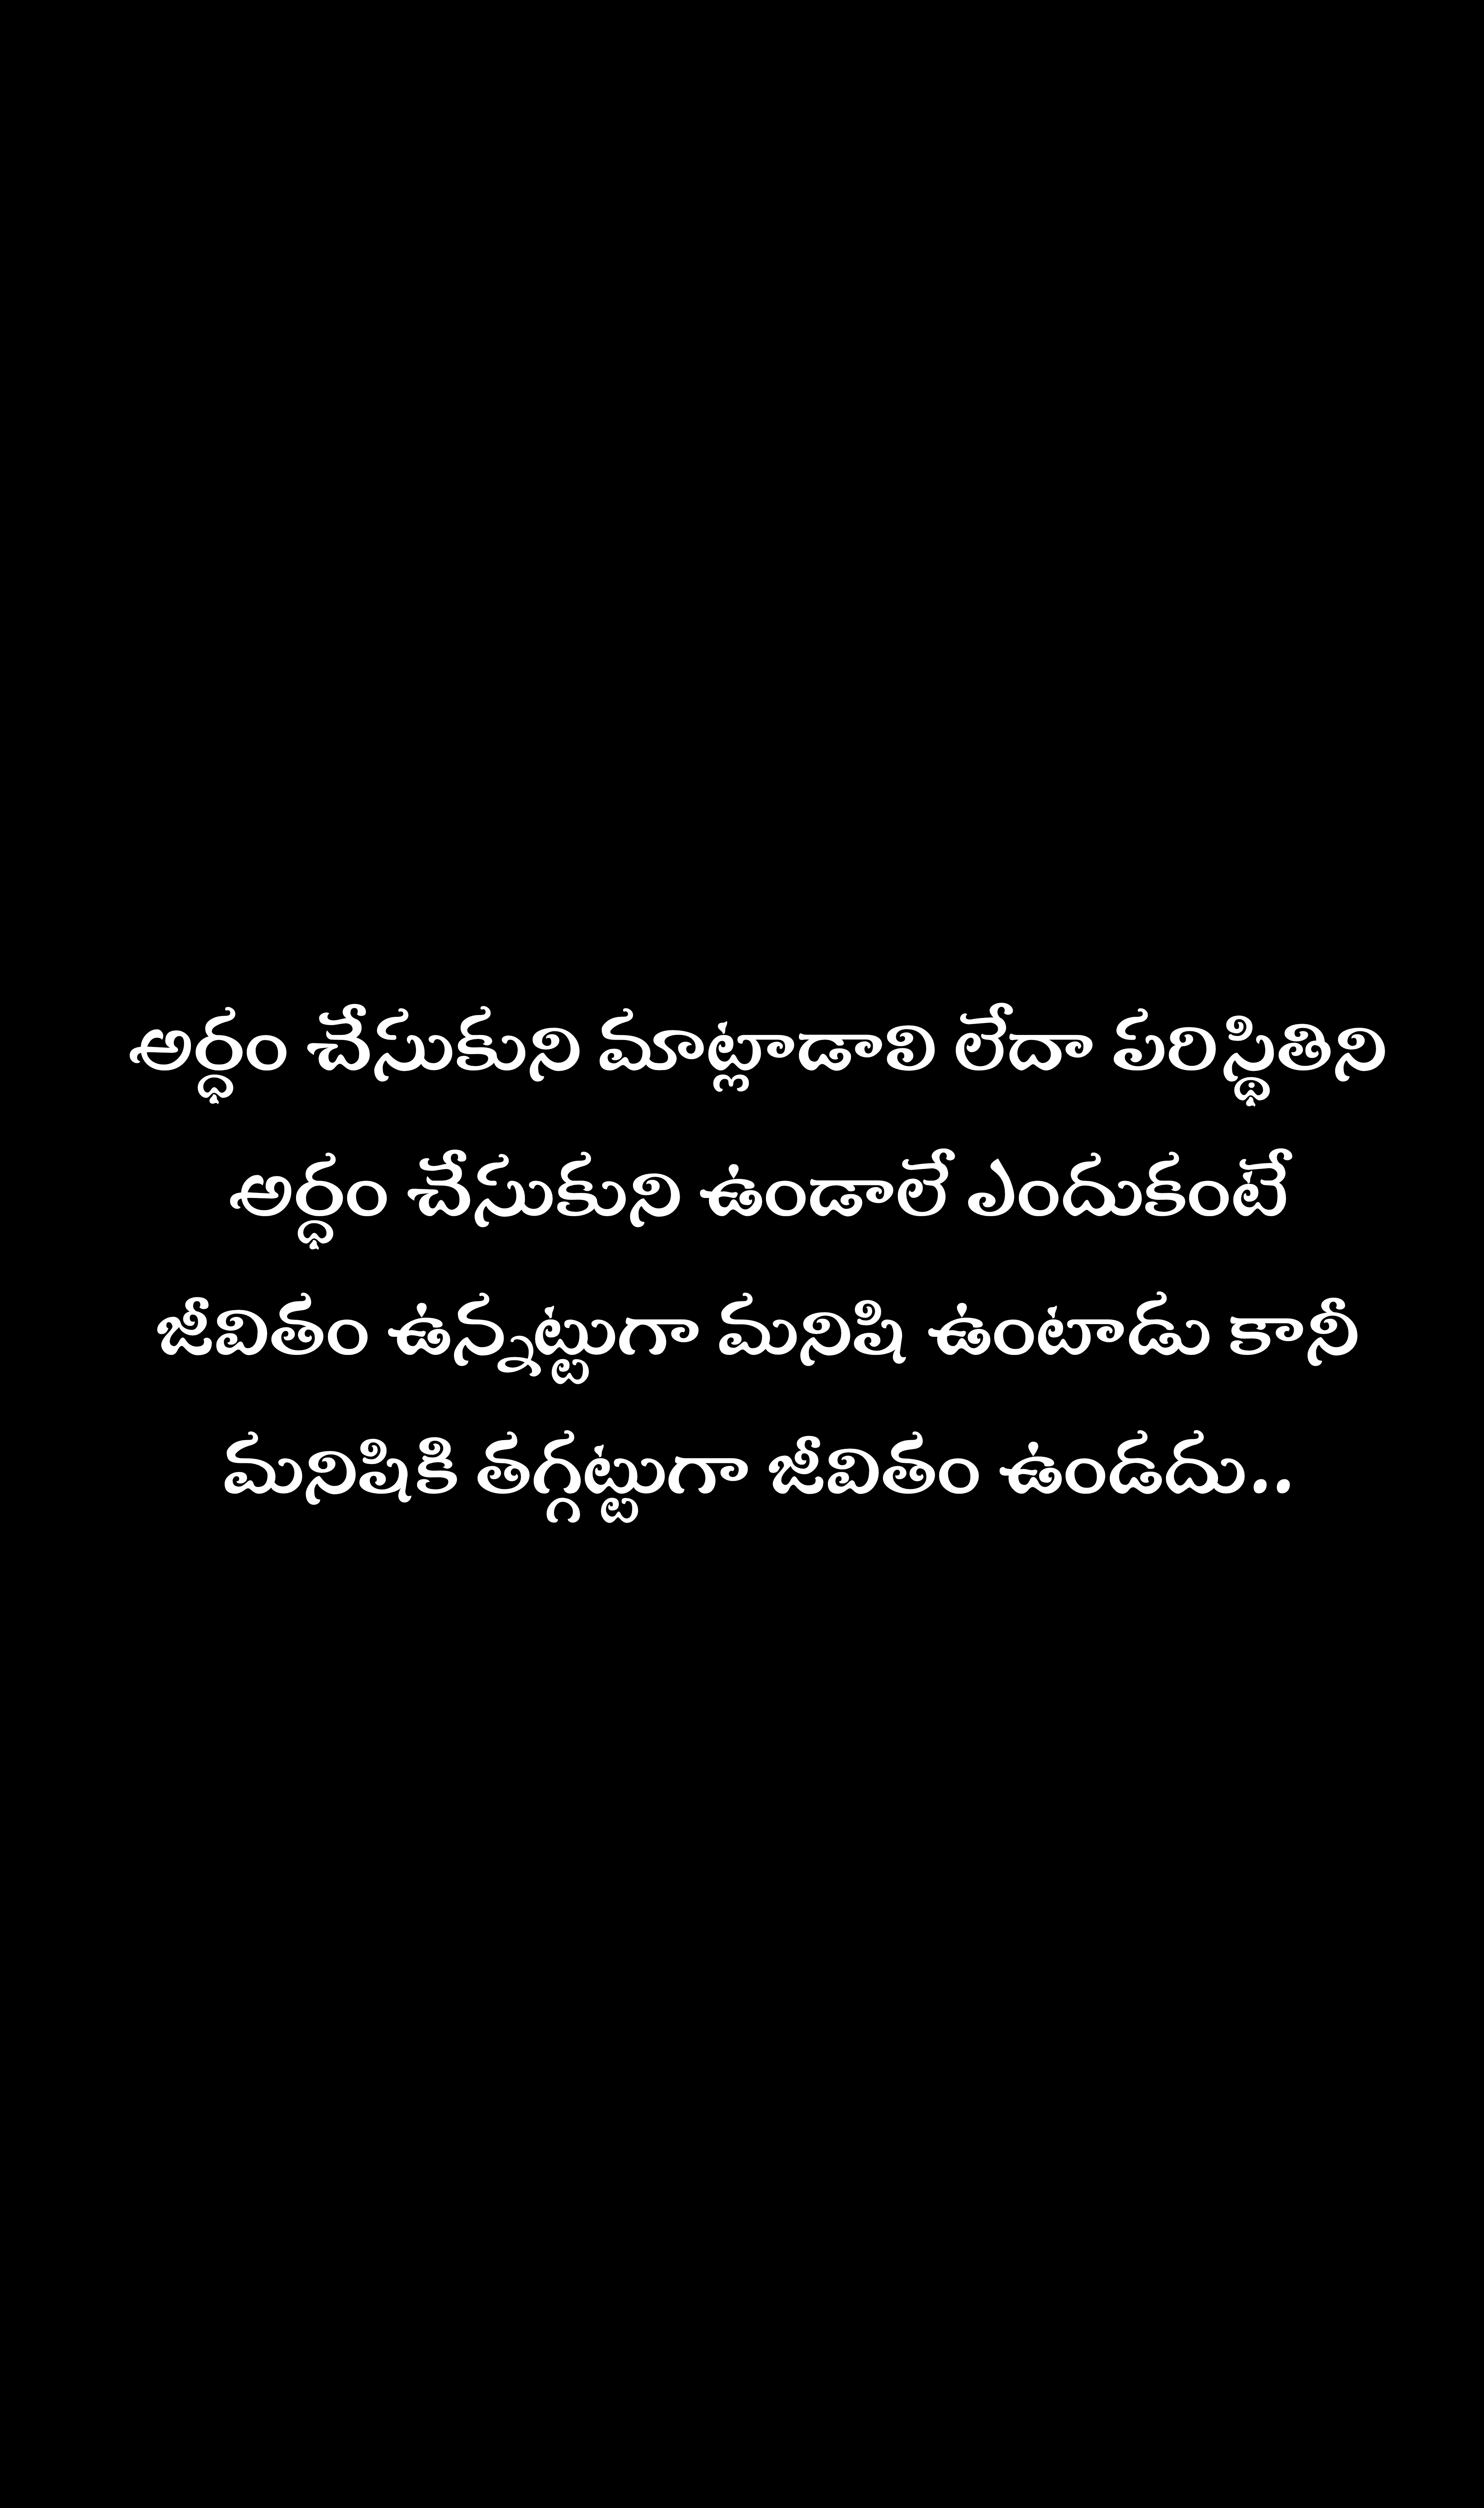 అర్ధం చేసుకుని మాట్లాడాలి లేదా పరిస్థితిని
అర్ధం చేసుకుని ఉండాలే ఎందుకంటే
జీవితం ఉన్నట్టుగా మనిషి ఉంటాడు కానీ
మనిషికి తగ్గట్టుగా జీవితం ఉండదు..